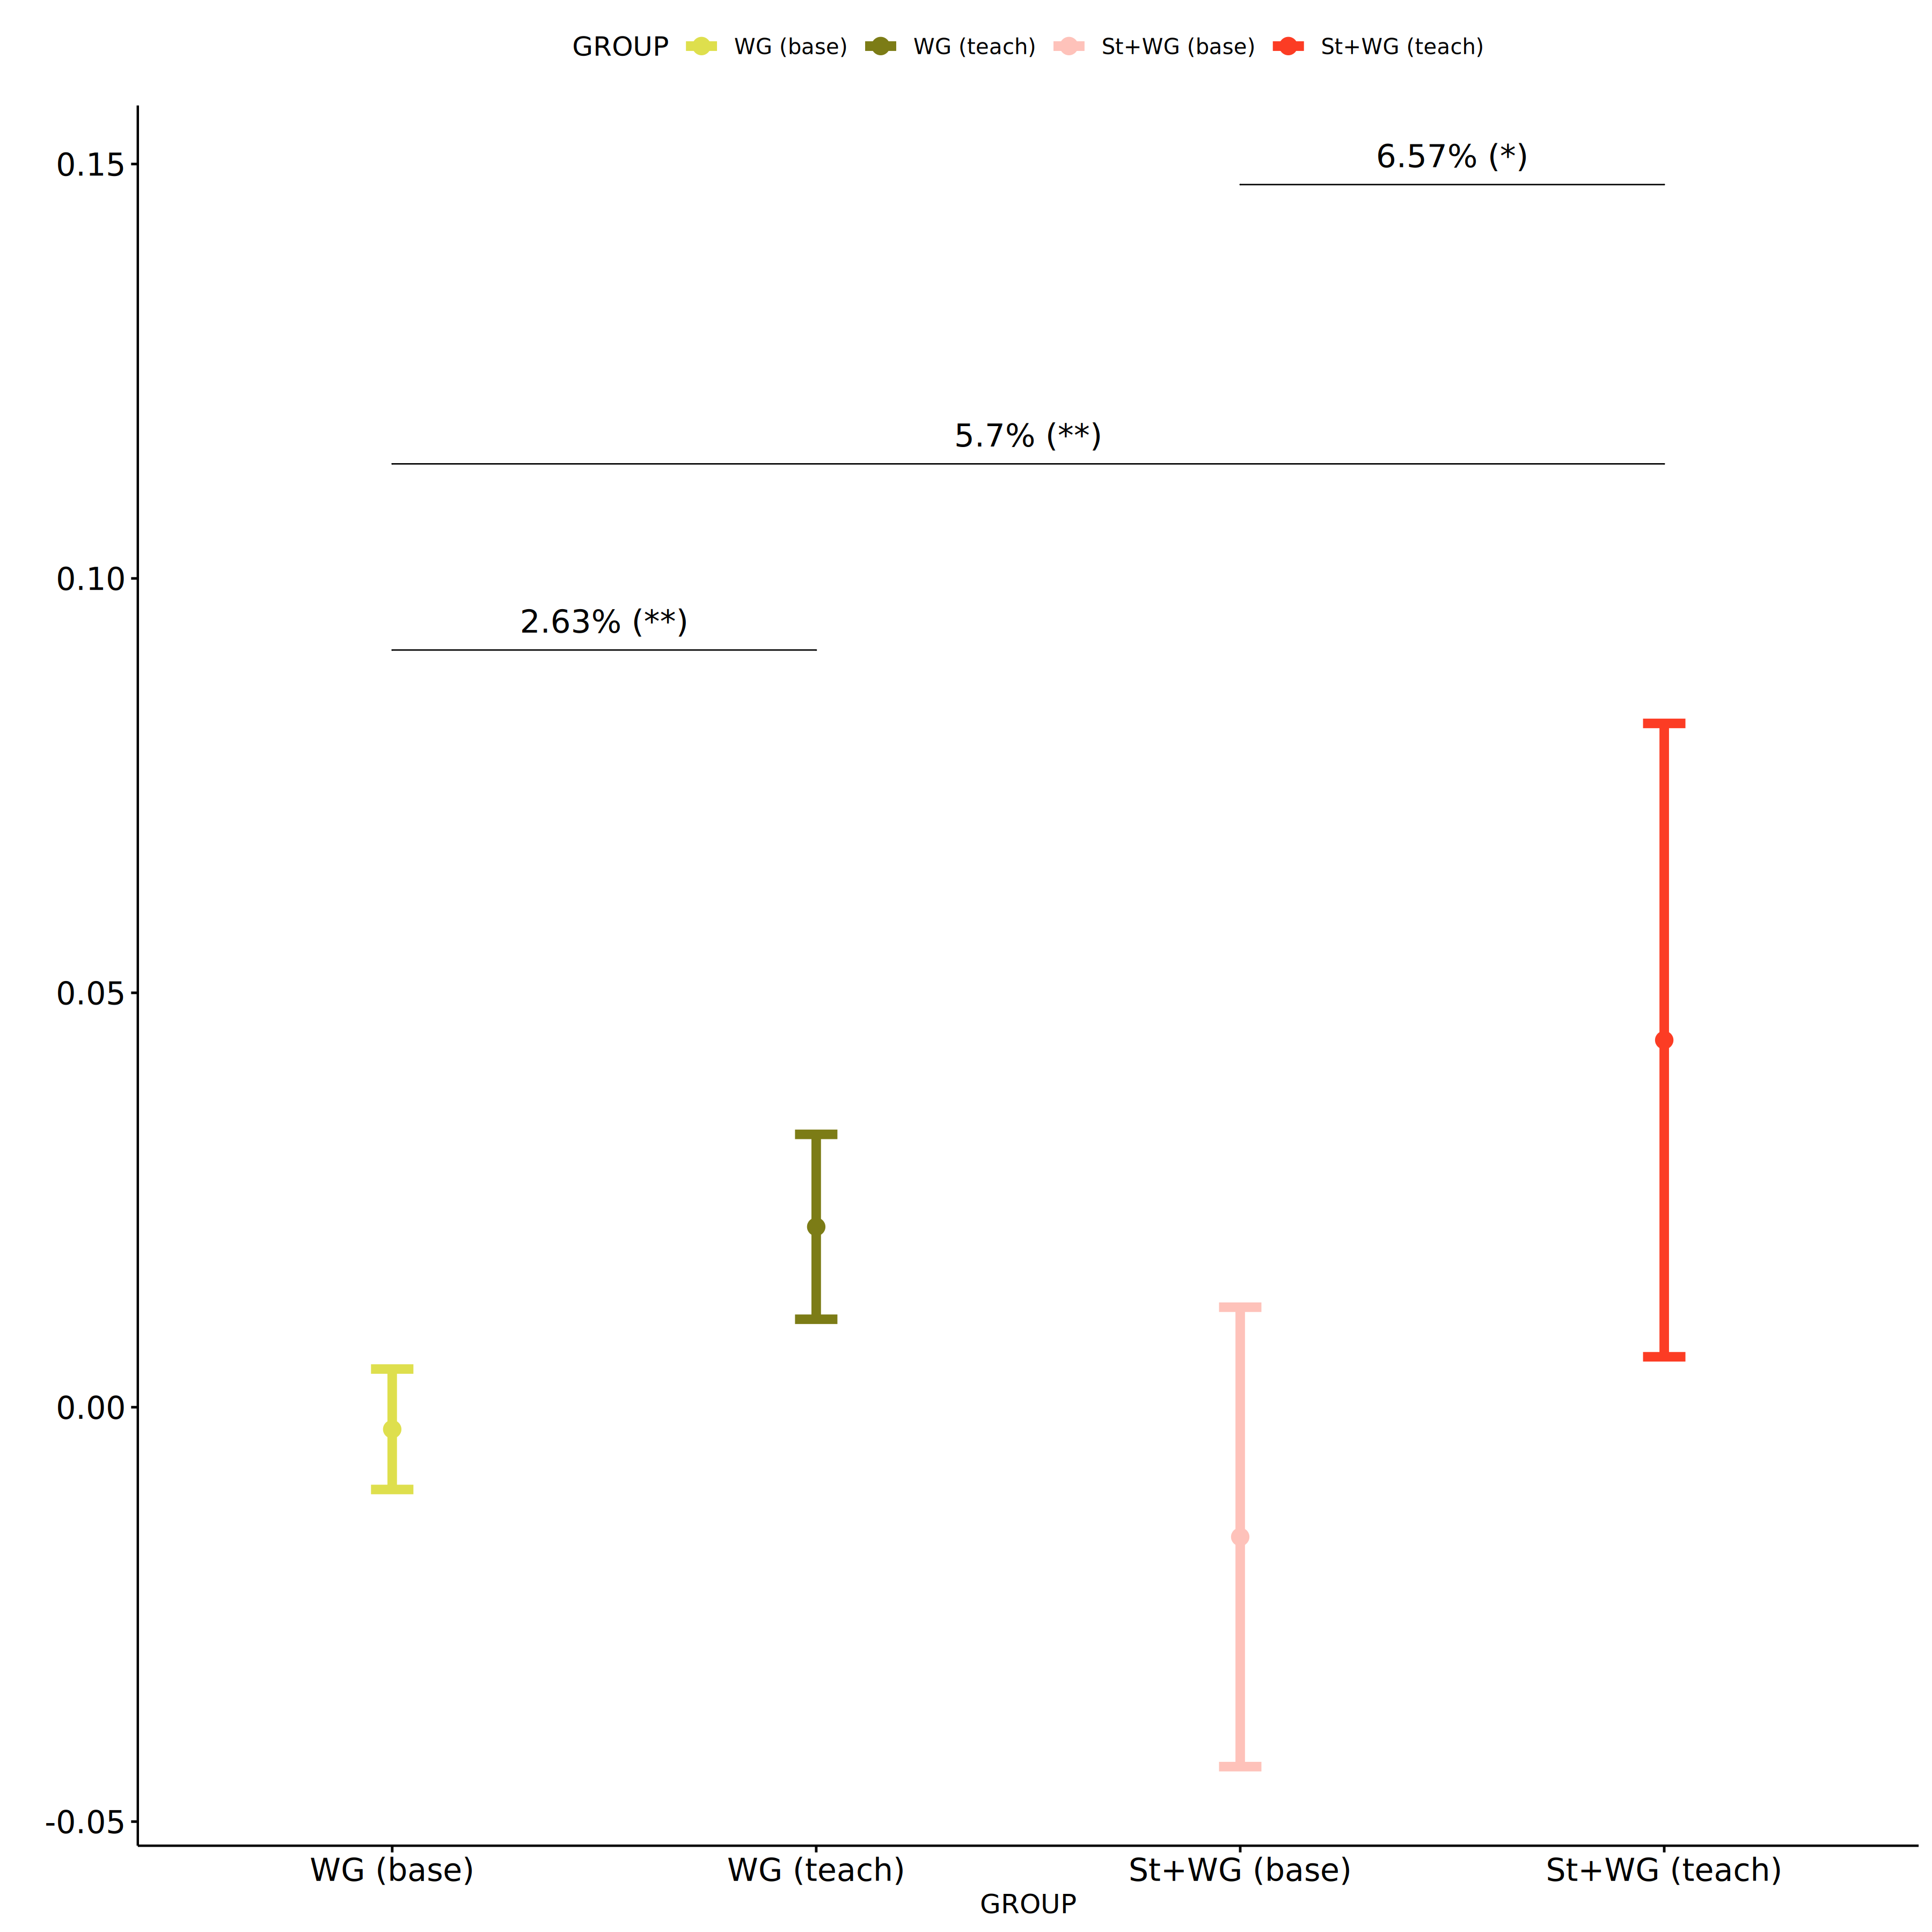 GROUP WG (base) WG (teach) St+WG (base) St+WG (teach)
0.15
6.57% (*)
5.7% (**)
0.10
2.63% (**)
0.05
0.00
-0.05
WG (base) WG (teach) St+WG (base) St+WG (teach)
GROUP